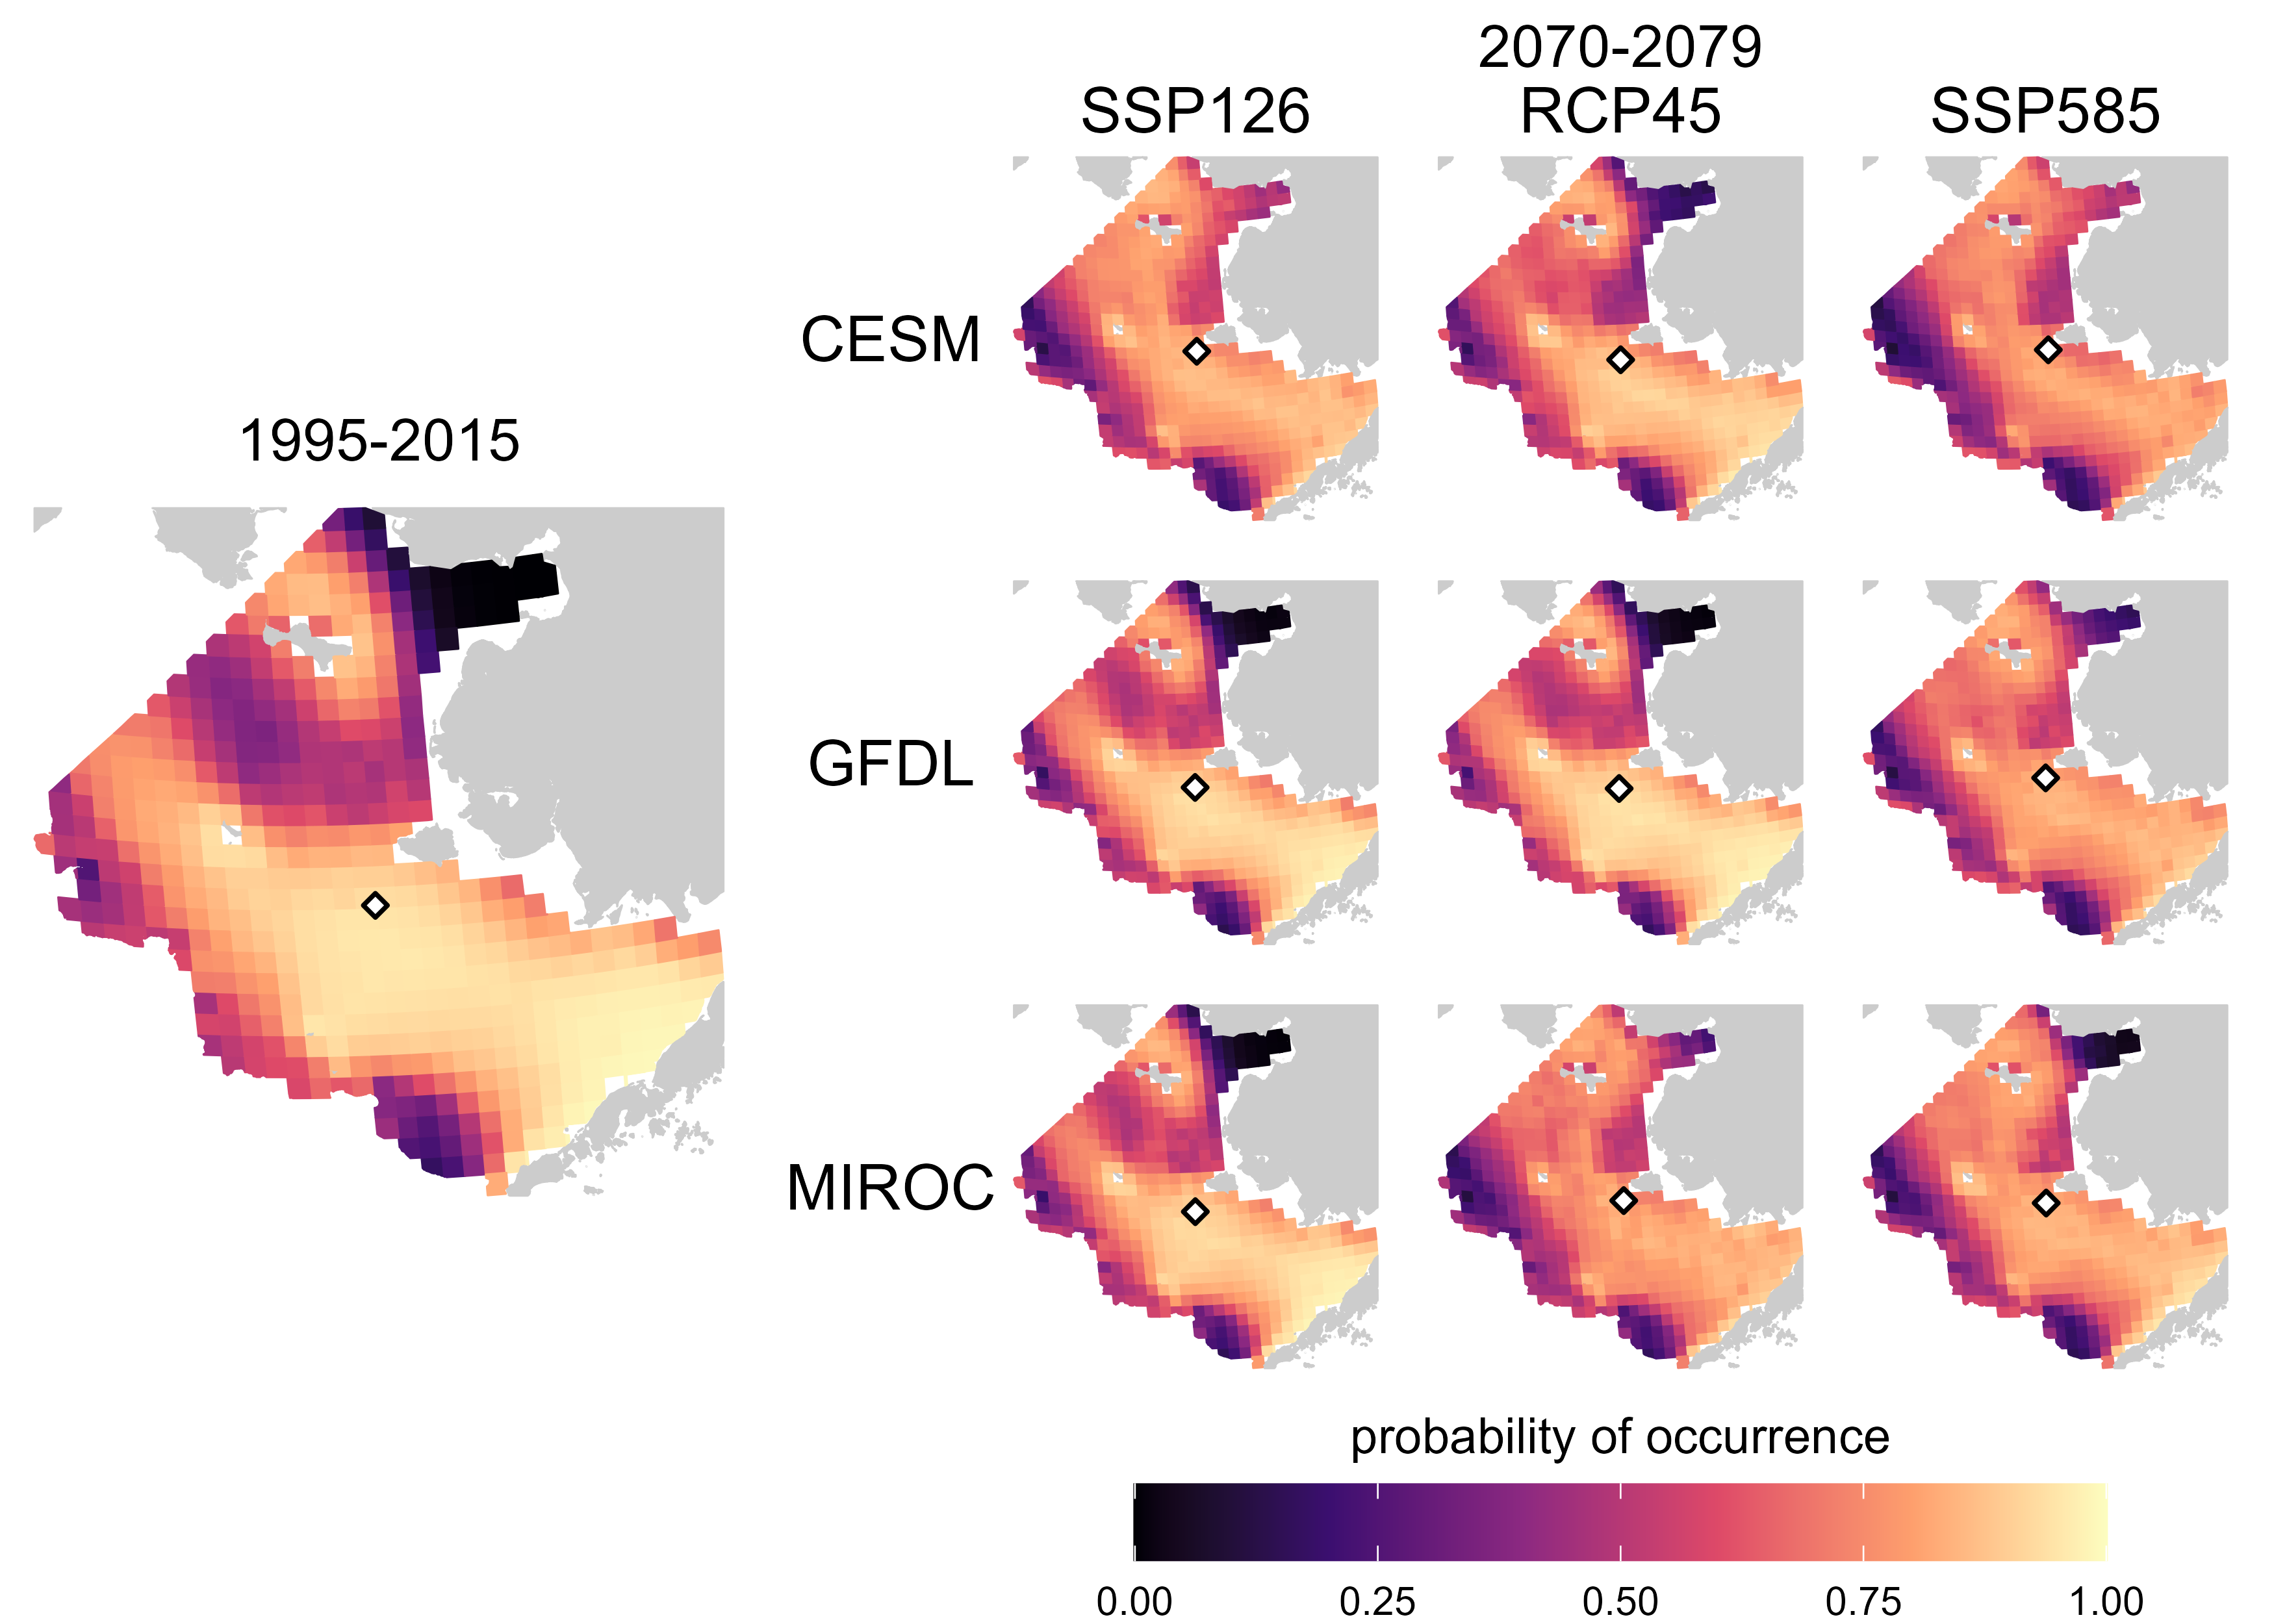 2070-2079
SSP126 RCP45 SSP585
CESM
1995-2015
GFDL
MIROC
probability of occurrence
0.00 0.25 0.50 0.75 1.00